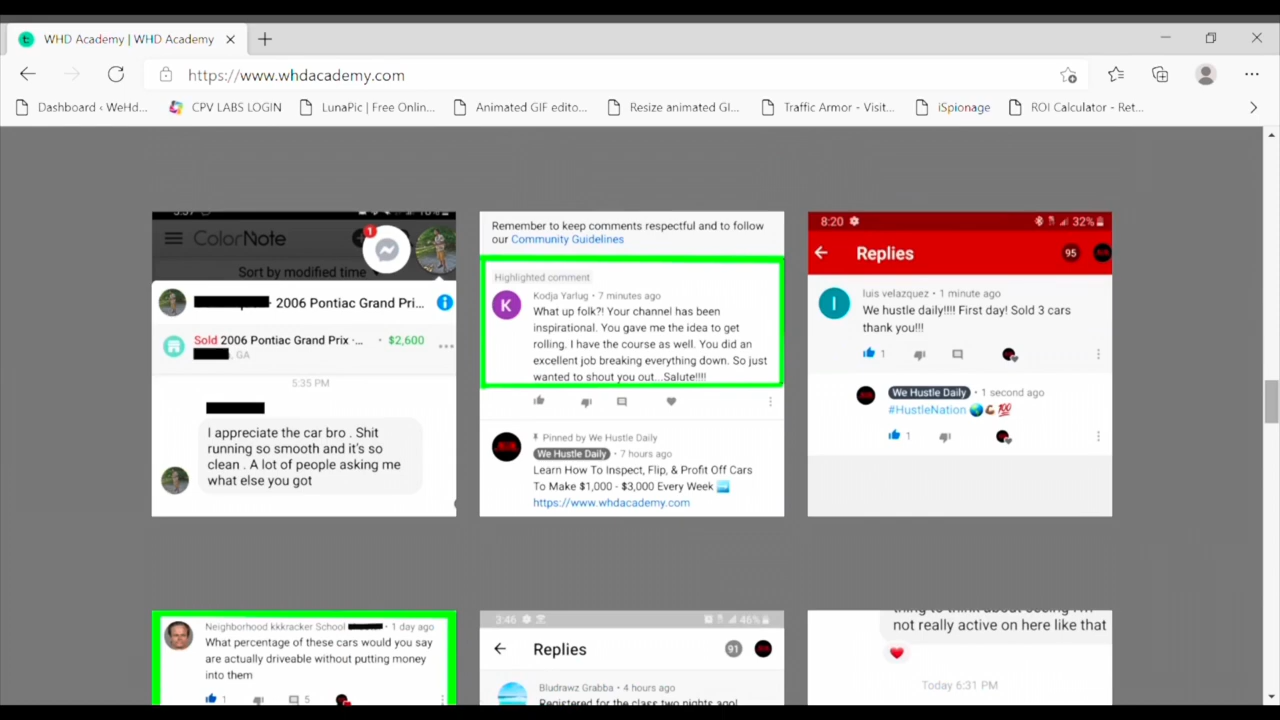 WHD Academy | WHD Academy
https://www.whdacademy.com
Dashboard ‹ WeHd...
CPV LABS LOGIN
LunaPic | Free Onlin...
Animated GIF edito...
Resize animated GI...
Traffic Armor - Visit...
iSpionage
ROI Calculator - Ret...
ColorNote
1
Sort by modified time
· 2006 Pontiac Grand Pri...
Sold 2006 Pontiac Grand Prix ·... · $2,600
, GA
5:35 PM
I appreciate the car bro . Shit
running so smooth and it's so
clean . A lot of people asking me
what else you got
Remember to keep comments respectful and to follow
our Community Guidelines
Highlighted comment
K
Kodja Yarlug • 7 minutes ago
What up folk?! Your channel has been
inspirational. You gave me the idea to get
rolling. I have the course as well. You did an
excellent job breaking everything down. So just
wanted to shout you out...Salute!!!!
Pinned by We Hustle Daily
We Hustle Daily • 7 hours ago
Learn How To Inspect, Flip, & Profit Off Cars
To Make $1,000 - $3,000 Every Week
https://www.whdacademy.com
8:20 32%
Replies 95
l
luis velazquez • 1 minute ago
We hustle daily!!!! First day! Sold 3 cars
thank you!!!
1
We Hustle Daily • 1 second ago
#HustleNation 🌏💪💯
1
Neighborhood kkkracker School • 1 day ago
What percentage of these cars would you say
are actually driveable without putting money
into them
1 5
3:46 46%
Replies 91
Bludrawz Grabba • 4 hours ago
Registered for the class two nights ago!
not really active on here like that
Today 6:31 PM